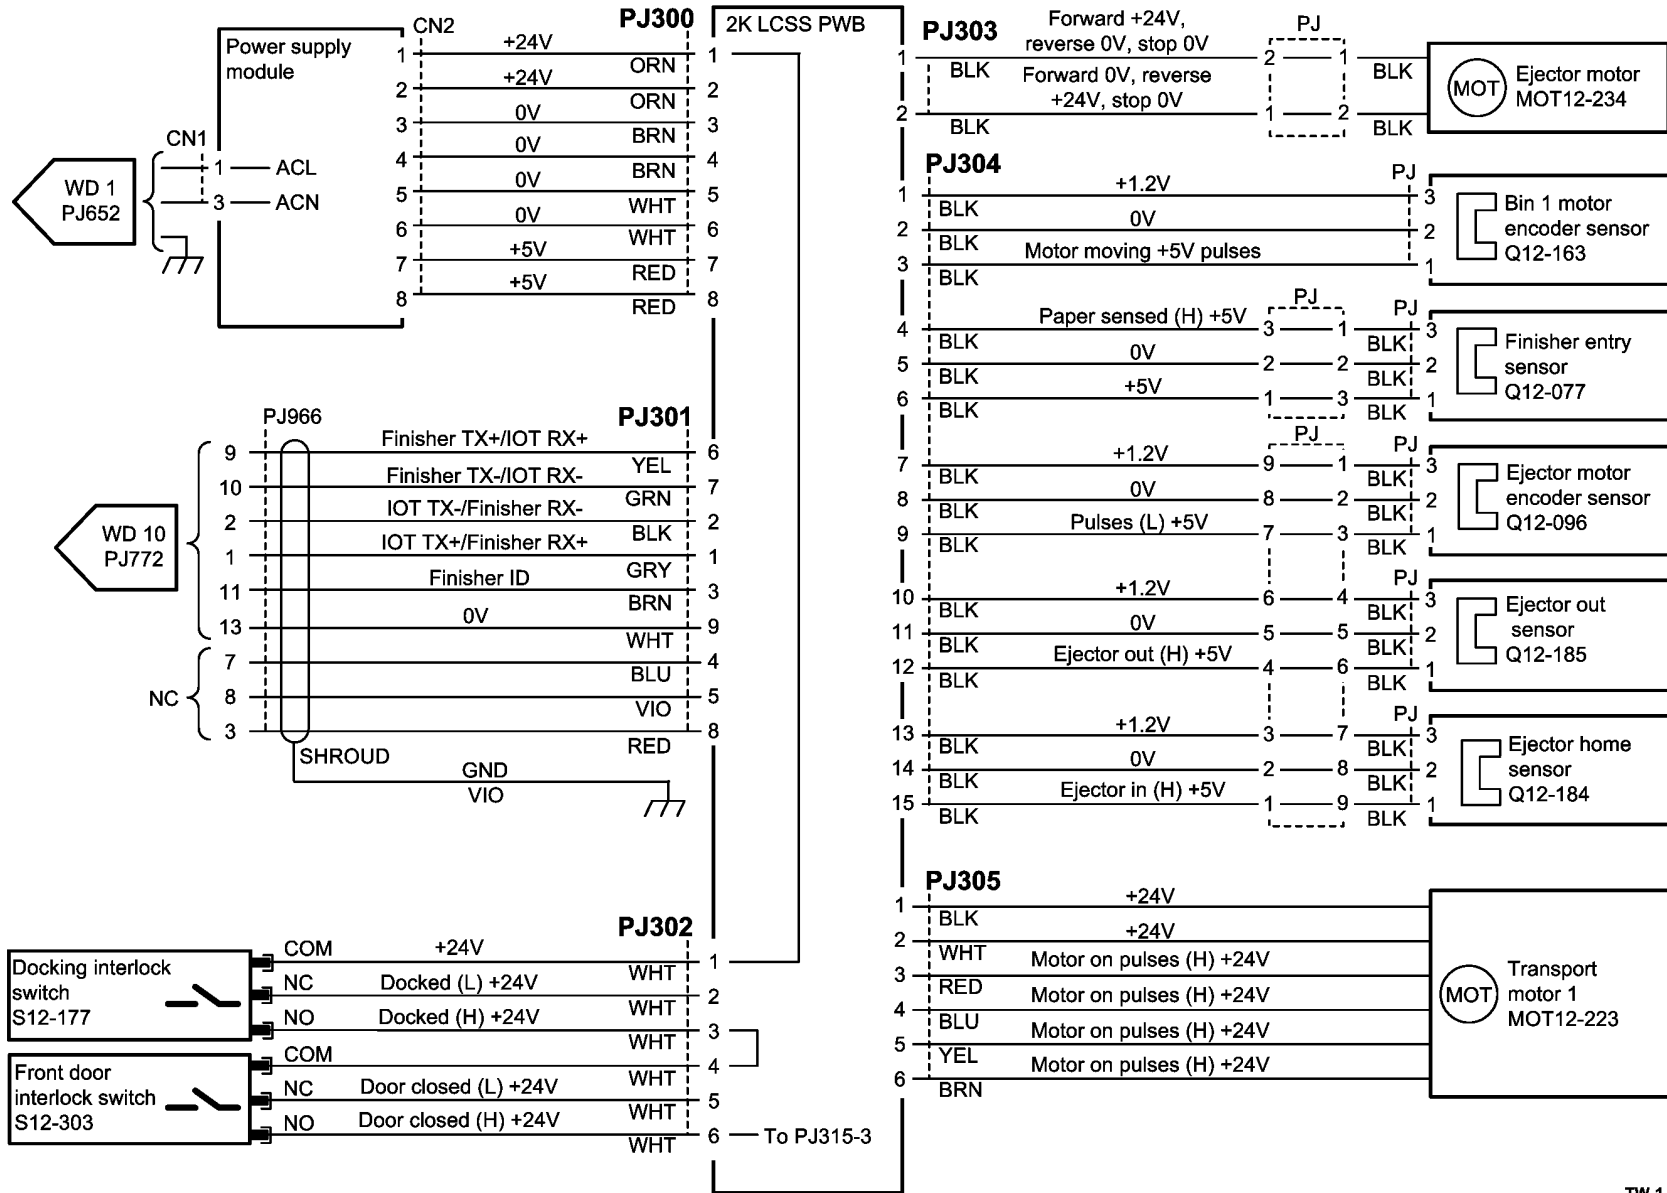 CN2
PJ300
2K LCSS PWB
Power supply
module
1 +24V ORN 1
2 +24V ORN 2
3 0V BRN 3
4 0V BRN 4
5 0V WHT 5
6 0V WHT 6
7 +5V RED 7
8 +5V RED 8
CN1
WD 1
PJ652
1 ACL
3 ACN
PJ966
PJ301
WD 10
PJ772
9 Finisher TX+/IOT RX+ YEL 6
10 Finisher TX-/IOT RX- GRN 7
2 IOT TX-/Finisher RX- BLK 2
1 IOT TX+/Finisher RX+ GRY 1
11 Finisher ID BRN 3
13 0V WHT 9
NC
7 BLU 4
8 VIO 5
3 RED 8
SHROUD
GND
VIO
PJ302
Docking interlock
switch
S12-177
COM +24V WHT 1
NC Docked (L) +24V WHT 2
NO Docked (H) +24V WHT 3
Front door
interlock switch
S12-303
COM WHT 4
NC Door closed (L) +24V WHT 5
NO Door closed (H) +24V WHT 6 To PJ315-3
PJ303
PJ
Forward +24V,
reverse 0V, stop 0V
1 BLK 2 1 BLK
Forward 0V, reverse
+24V, stop 0V
2 BLK 1 2 BLK
MOT
Ejector motor
MOT12-234
PJ304
PJ
1 BLK +1.2V 3
2 BLK 0V 2
3 BLK Motor moving +5V pulses 1
Bin 1 motor
encoder sensor
Q12-163
PJ
PJ
4 BLK Paper sensed (H) +5V 3 1 BLK 3
5 BLK 0V 2 2 BLK 2
6 BLK +5V 1 3 BLK 1
Finisher entry
sensor
Q12-077
PJ
PJ
7 BLK +1.2V 9 1 BLK 3
8 BLK 0V 8 2 BLK 2
9 BLK Pulses (L) +5V 7 3 BLK 1
Ejector motor
encoder sensor
Q12-096
PJ
10 BLK +1.2V 6 4 BLK 3
11 BLK 0V 5 5 BLK 2
12 BLK Ejector out (H) +5V 4 6 BLK 1
Ejector out
sensor
Q12-185
PJ
13 BLK +1.2V 3 7 BLK 3
14 BLK 0V 2 8 BLK 2
15 BLK Ejector in (H) +5V 1 9 BLK 1
Ejector home
sensor
Q12-184
PJ305
1 BLK +24V
2 WHT +24V
3 RED Motor on pulses (H) +24V
4 BLU Motor on pulses (H) +24V
5 YEL Motor on pulses (H) +24V
6 BRN Motor on pulses (H) +24V
MOT
Transport
motor 1
MOT12-223